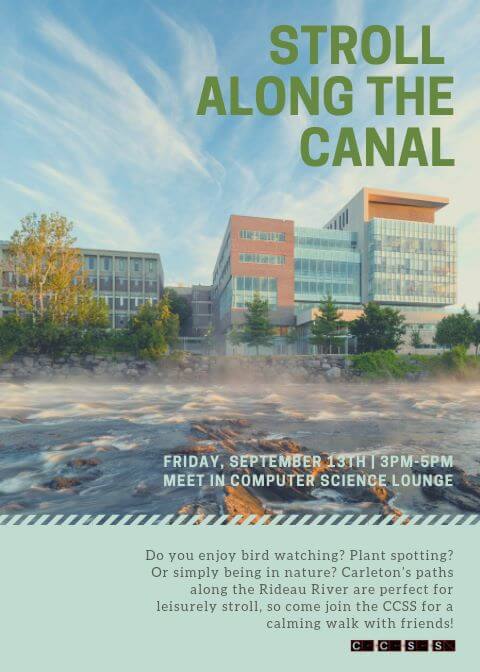 STROLL
ALONG THE
CANAL
FRIDAY, SEPTEMBER 13TH | 3PM-5PM
MEET IN COMPUTER SCIENCE LOUNGE
Do you enjoy bird watching? Plant spotting?
Or simply being in nature? Carleton's paths
along the Rideau River are perfect for
leisurely stroll, so come join the CCSS for a
calming walk with friends!
C C S S